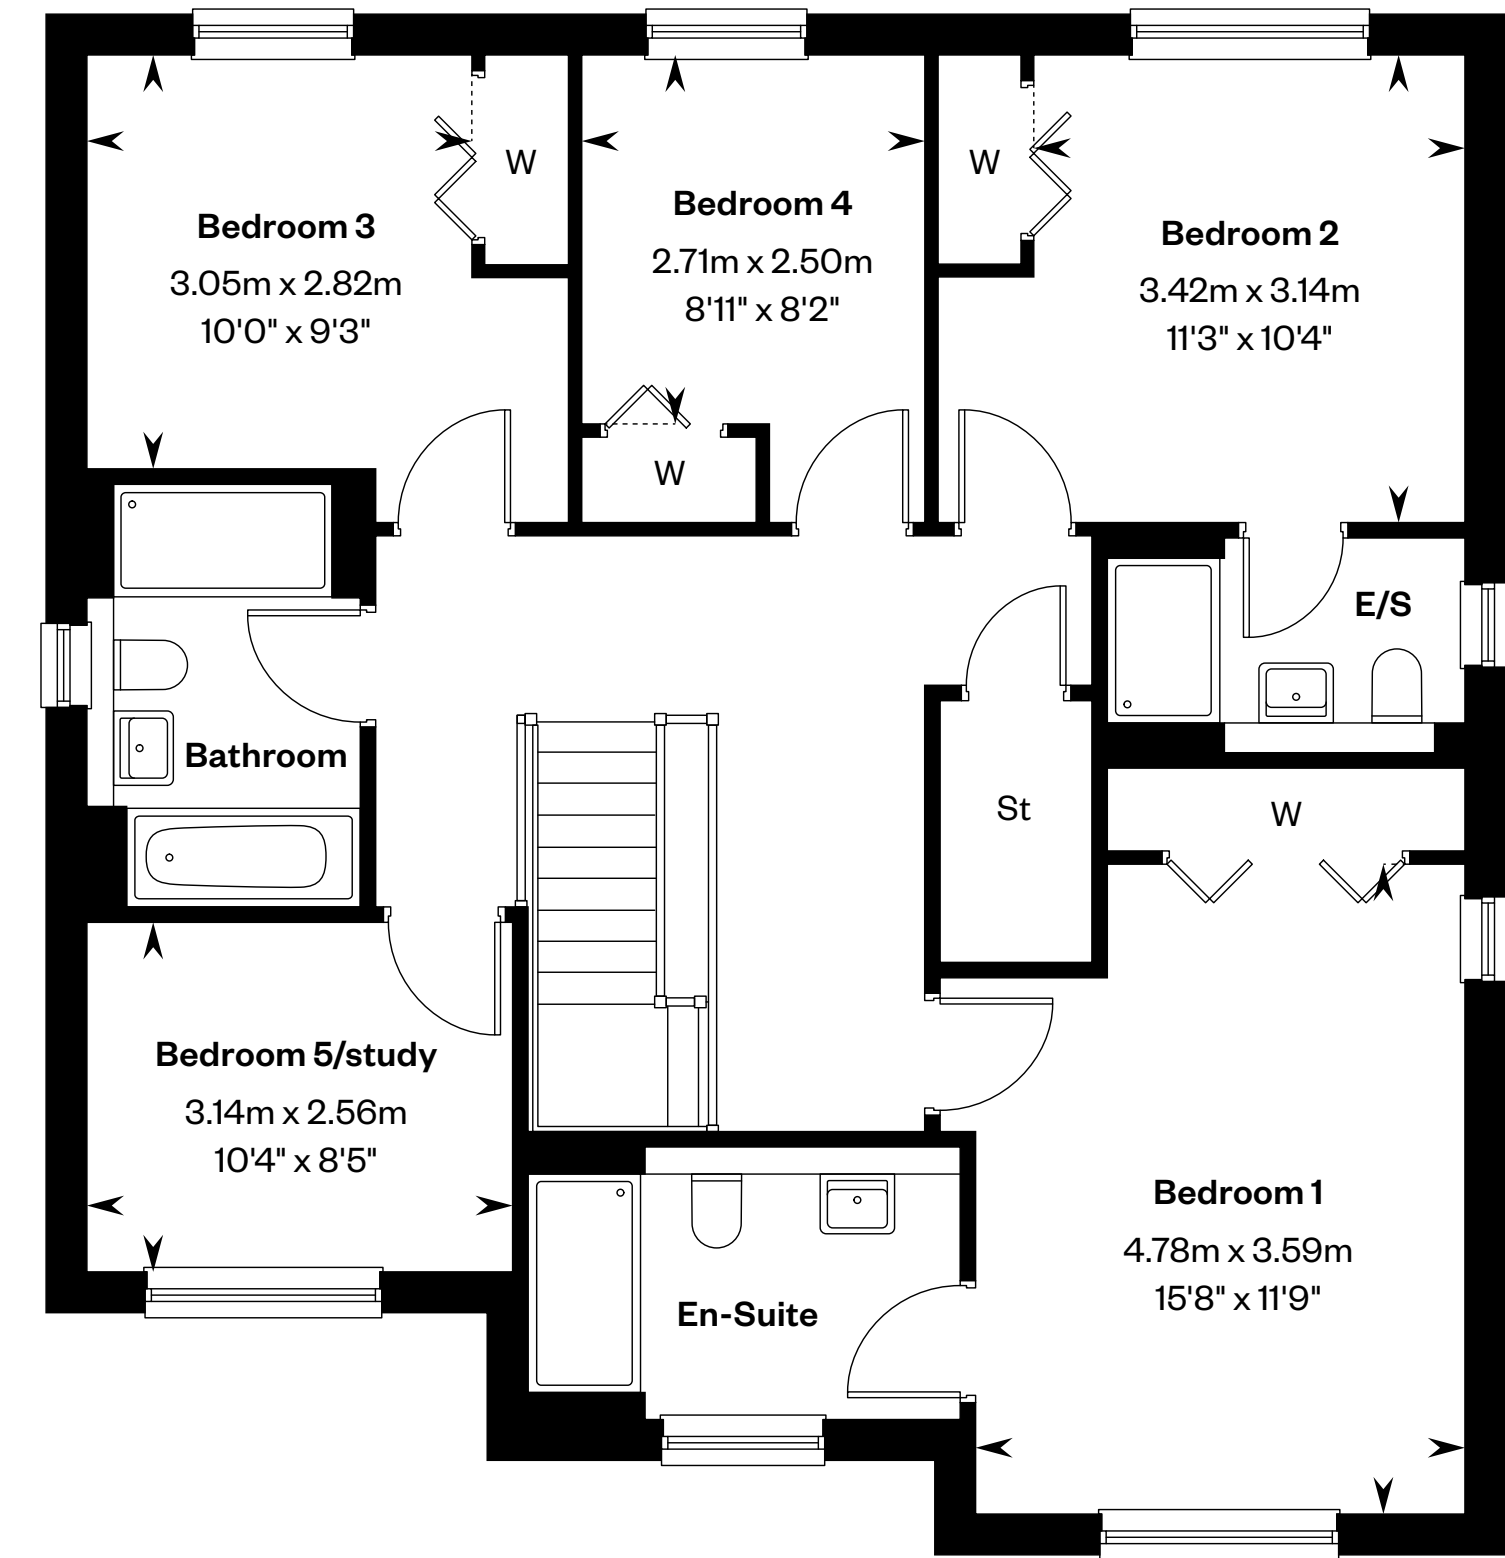 Bedroom 3
3.05m x 2.82m
10'0" x 9'3"
W
Bedroom 4
2.71m x 2.50m
8'11" x 8'2"
W
W
Bedroom 2
3.42m x 3.14m
11'3" x 10'4"
E/S
Bathroom
St
W
Bedroom 5/study
3.14m x 2.56m
10'4" x 8'5"
En-Suite
Bedroom 1
4.78m x 3.59m
15'8" x 11'9"